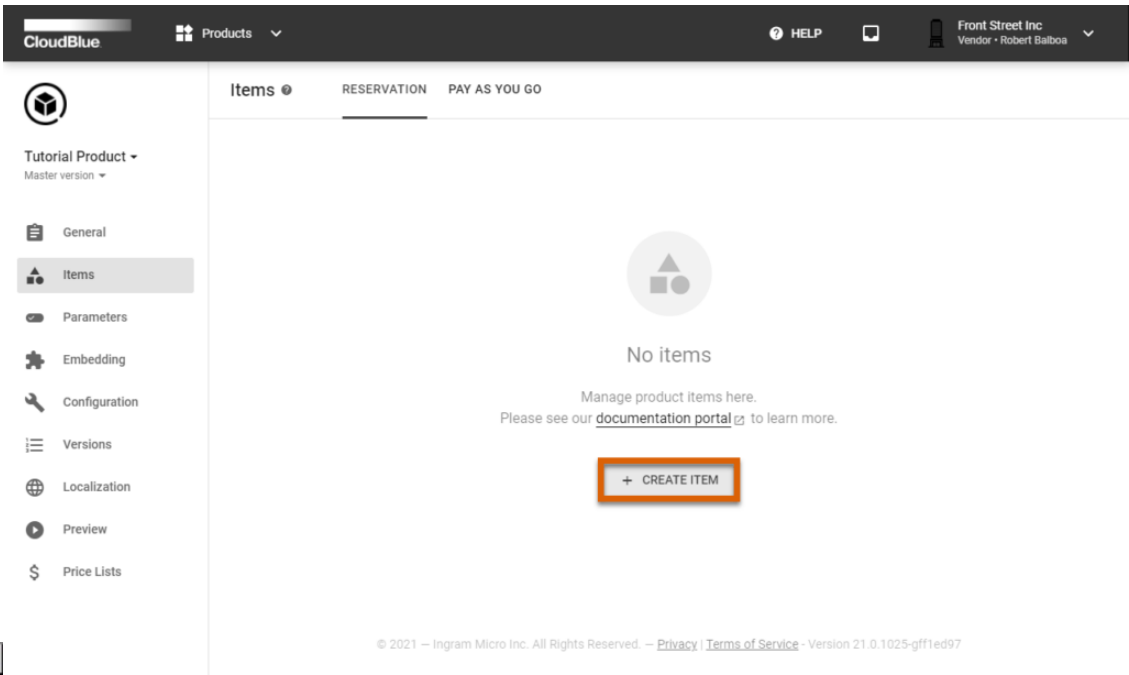 CloudBlue
Products
HELP
Front Street Inc
Vendor • Robert Balboa
Items
RESERVATION
PAY AS YOU GO
Tutorial Product
Master version
General
Items
Parameters
Embedding
Configuration
Versions
Localization
Preview
Price Lists
No items
Manage product items here.
Please see our documentation portal to learn more.
+ CREATE ITEM
© 2021 — Ingram Micro Inc. All Rights Reserved. — Privacy | Terms of Service - Version 21.0.1025-gff1ed97